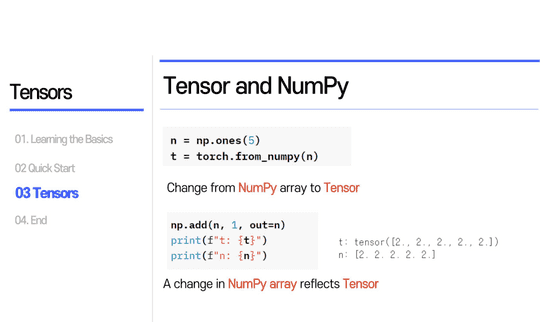 Tensors
01. Learning the Basics
02 Quick Start
03 Tensors
04. End
Tensor and NumPy
n = np.ones(5)
t = torch.from_numpy(n)
Change from NumPy array to Tensor
np.add(n, 1, out=n)
print(f"t: {t}")
print(f"n: {n}")
t: tensor([2., 2., 2., 2., 2.])
n: [2. 2. 2. 2. 2.]
A change in NumPy array reflects Tensor